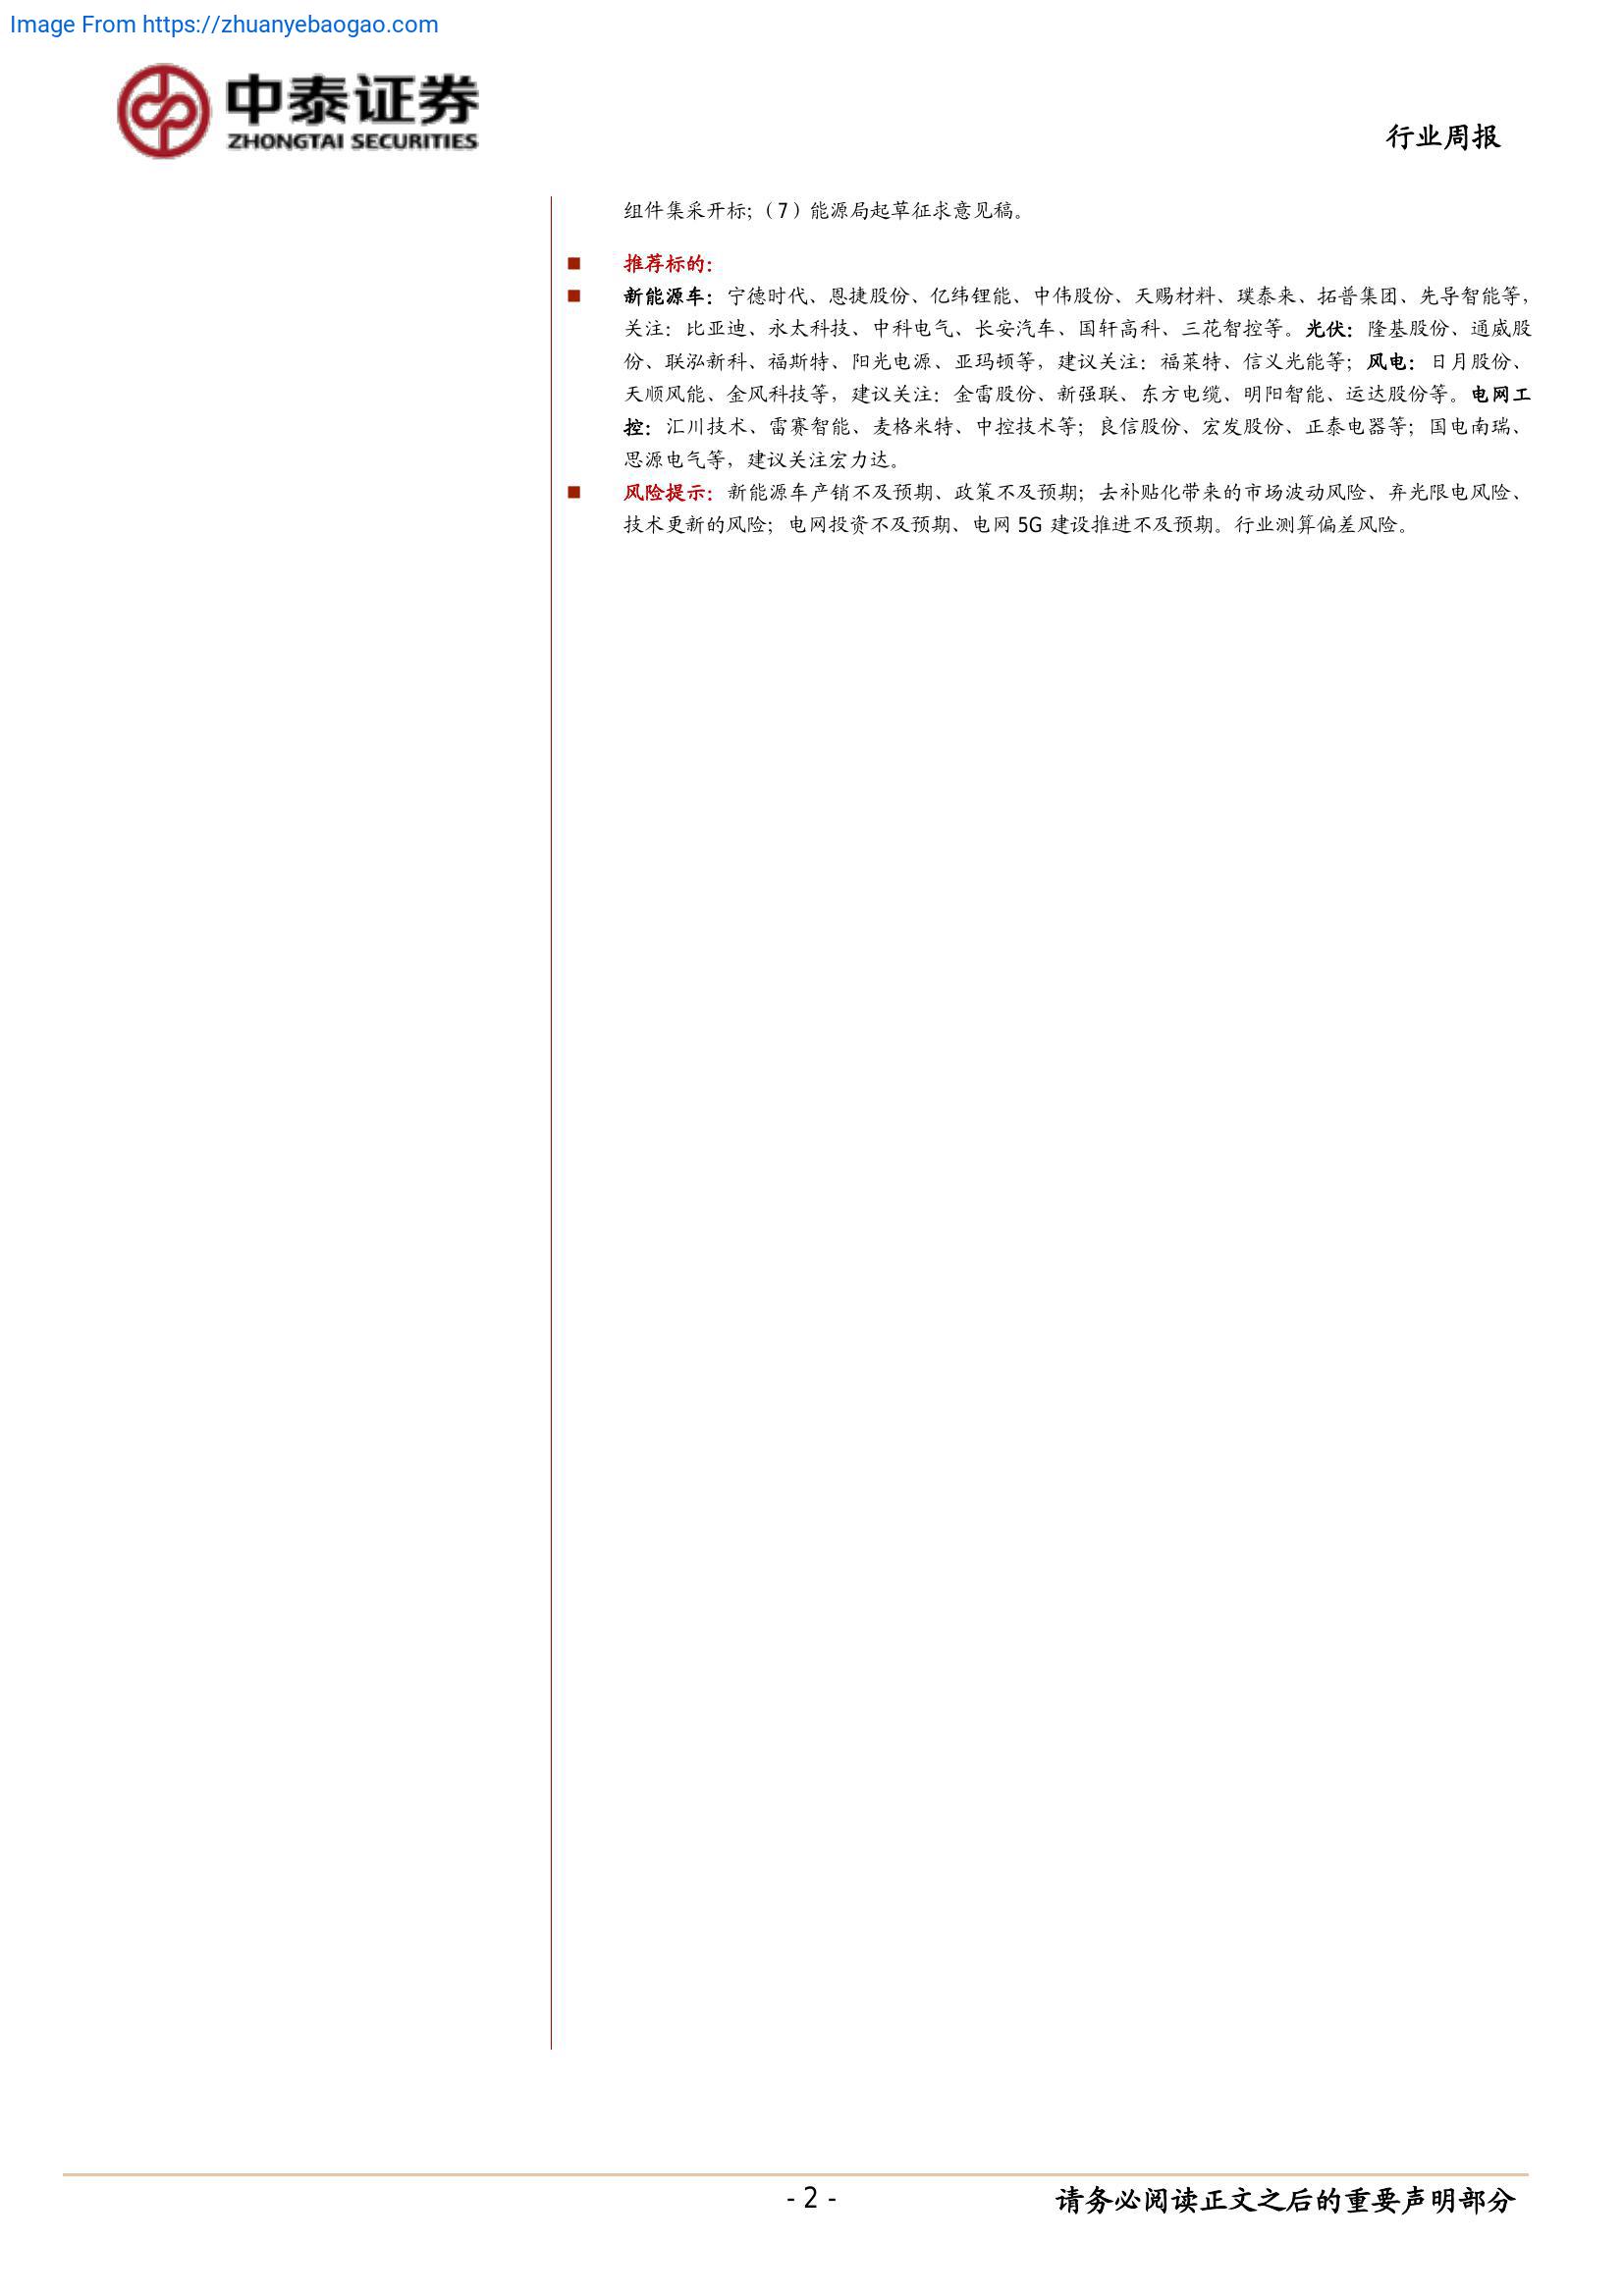 Image From https://zhuanyebaogao.com
中泰证券
ZHONGTAI SECURITIES
行业周报
组件集采开标；（7）能源局起草征求意见稿。
■ 推荐标的：
■ 新能源车：宁德时代、恩捷股份、亿纬锂能、中伟股份、天赐材料、璞泰来、拓普集团、先导智能等，
关注：比亚迪、永太科技、中科电气、长安汽车、国轩高科、三花智控等。光伏：隆基股份、通威股
份、联泓新科、福斯特、阳光电源、亚玛顿等，建议关注：福莱特、信义光能等；风电：日月股份、
天顺风能、金风科技等，建议关注：金雷股份、新强联、东方电缆、明阳智能、运达股份等。电网工
控：汇川技术、雷赛智能、麦格米特、中控技术等；良信股份、宏发股份、正泰电器等；国电南瑞、
思源电气等，建议关注宏力达。
■ 风险提示：新能源车产销不及预期、政策不及预期；去补贴化带来的市场波动风险、弃光限电风险、
技术更新的风险；电网投资不及预期、电网 5G 建设推进不及预期。行业测算偏差风险。
- 2 -
请务必阅读正文之后的重要声明部分